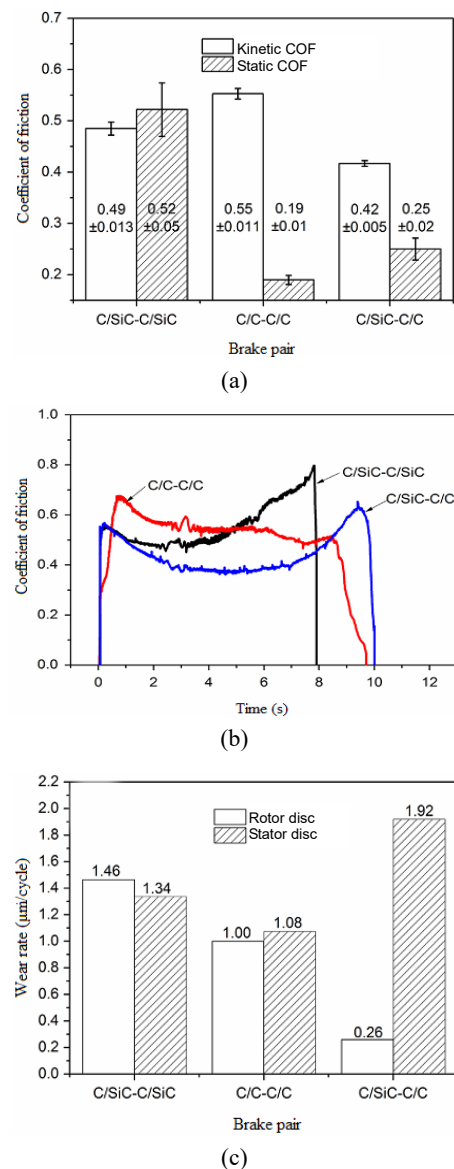 0.7
Kinetic COF
Static COF
0.6
0.5
0.4
0.3
0.2
Coefficient of friction
0.49
±0.013
0.52
±0.05
0.55
±0.011
0.19
±0.01
0.42
±0.005
0.25
±0.02
C/SiC-C/SiC C/C-C/C C/SiC-C/C
Brake pair
(a)
1.0
0.8
0.6
0.4
0.2
0.0
Coefficient of friction
C/C-C/C
C/SiC-C/SiC
C/SiC-C/C
0 2 4 6 8 10 12
Time (s)
(b)
2.2
2.0
1.8
1.6
1.4
1.2
1.0
0.8
0.6
0.4
0.2
0.0
Wear rate (μm/cycle)
Rotor disc
Stator disc
1.46
1.34
1.00
1.08
0.26
1.92
C/SiC-C/SiC C/C-C/C C/SiC-C/C
Brake pair
(c)